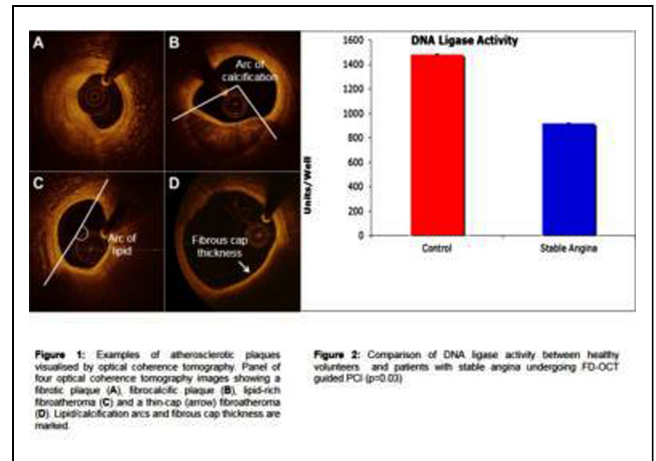 A
B
Arc of
calcification
C
Arc of
lipid
D
Fibrous cap
thickness
DNA Ligase Activity
Units/Well
1600
1400
1200
1000
800
600
400
200
0
Control
Stable Angina
Figure 1: Examples of atherosclerotic plaques
visualised by optical coherence tomography. Panel of
four optical coherence tomography images showing a
fibrotic plaque (A), fibrocalcific plaque (B), lipid-rich
fibroatheroma (C) and a thin-cap (arrow) fibroatheroma
(D). Lipid/calcification arcs and fibrous cap thickness are
marked.
Figure 2: Comparison of DNA ligase activity between healthy
volunteers and patients with stable angina undergoing FD-OCT
guided PCI (p=0.03)